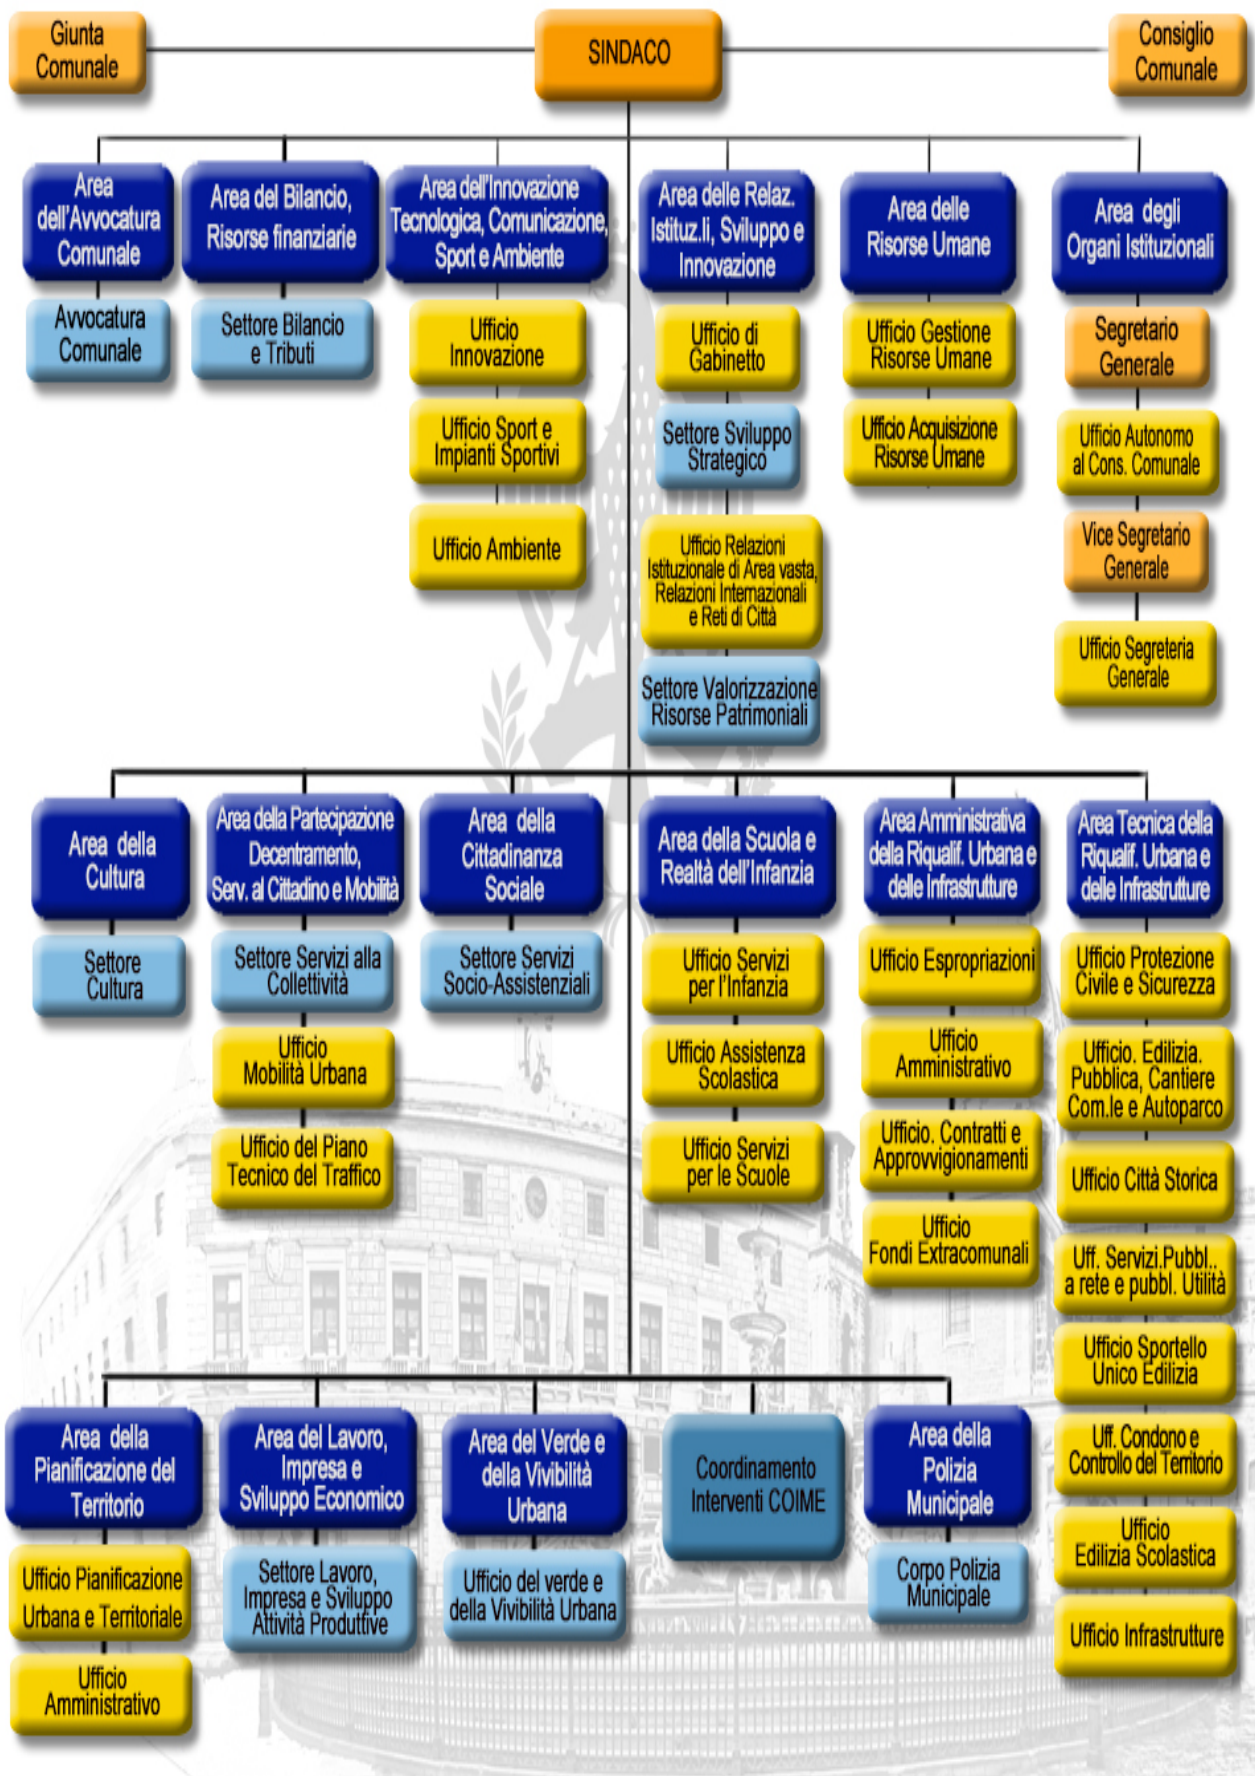 Giunta
Comunale
SINDACO
Consiglio
Comunale
Area
dell'Avvocatura
Comunale
Avvocatura
Comunale
Area del Bilancio,
Risorse finanziarie
Settore Bilancio
e Tributi
Area dell'Innovazione
Tecnologica, Comunicazione,
Sport e Ambiente
Ufficio
Innovazione
Ufficio Sport e
Impianti Sportivi
Ufficio Ambiente
Area delle Relaz.
Istituz.li, Sviluppo e
Innovazione
Ufficio di
Gabinetto
Settore Sviluppo
Strategico
Ufficio Relazioni
Istituzionale di Area vasta,
Relazioni Internazionali
e Reti di Città
Settore Valorizzazione
Risorse Patrimoniali
Area delle
Risorse Umane
Ufficio Gestione
Risorse Umane
Ufficio Acquisizione
Risorse Umane
Area degli
Organi Istituzionali
Segretario
Generale
Ufficio Autonomo
al Cons. Comunale
Vice Segretario
Generale
Ufficio Segreteria
Generale
Area della
Cultura
Settore
Cultura
Area della Partecipazione
Decentramento,
Serv. al Cittadino e Mobilità
Settore Servizi alla
Collettività
Ufficio
Mobilità Urbana
Ufficio del Piano
Tecnico del Traffico
Area della
Cittadinanza
Sociale
Settore Servizi
Socio-Assistenziali
Area della Scuola e
Realtà dell'Infanzia
Ufficio Servizi
per l'Infanzia
Ufficio Assistenza
Scolastica
Ufficio Servizi
per le Scuole
Area Amministrativa
della Riqualif. Urbana e
delle Infrastrutture
Ufficio Espropriazioni
Ufficio
Amministrativo
Ufficio. Contratti e
Approvvigionamenti
Ufficio
Fondi Extracomunali
Area Tecnica della
Riqualif. Urbana e
delle Infrastrutture
Ufficio Protezione
Civile e Sicurezza
Ufficio. Edilizia.
Pubblica, Cantiere
Com.le e Autoparco
Ufficio Città Storica
Uff. Servizi.Pubbl..
a rete e pubbl. Utilità
Ufficio Sportello
Unico Edilizia
Uff. Condono e
Controllo del Territorio
Ufficio
Edilizia Scolastica
Ufficio Infrastrutture
Area della
Pianificazione del
Territorio
Ufficio Pianificazione
Urbana e Territoriale
Ufficio
Amministrativo
Area del Lavoro,
Impresa e
Sviluppo Economico
Settore Lavoro,
Impresa e Sviluppo
Attività Produttive
Area del Verde e
della Vivibilità
Urbana
Ufficio del verde e
della Vivibilità Urbana
Coordinamento
Interventi COIME
Area della
Polizia
Municipale
Corpo Polizia
Municipale